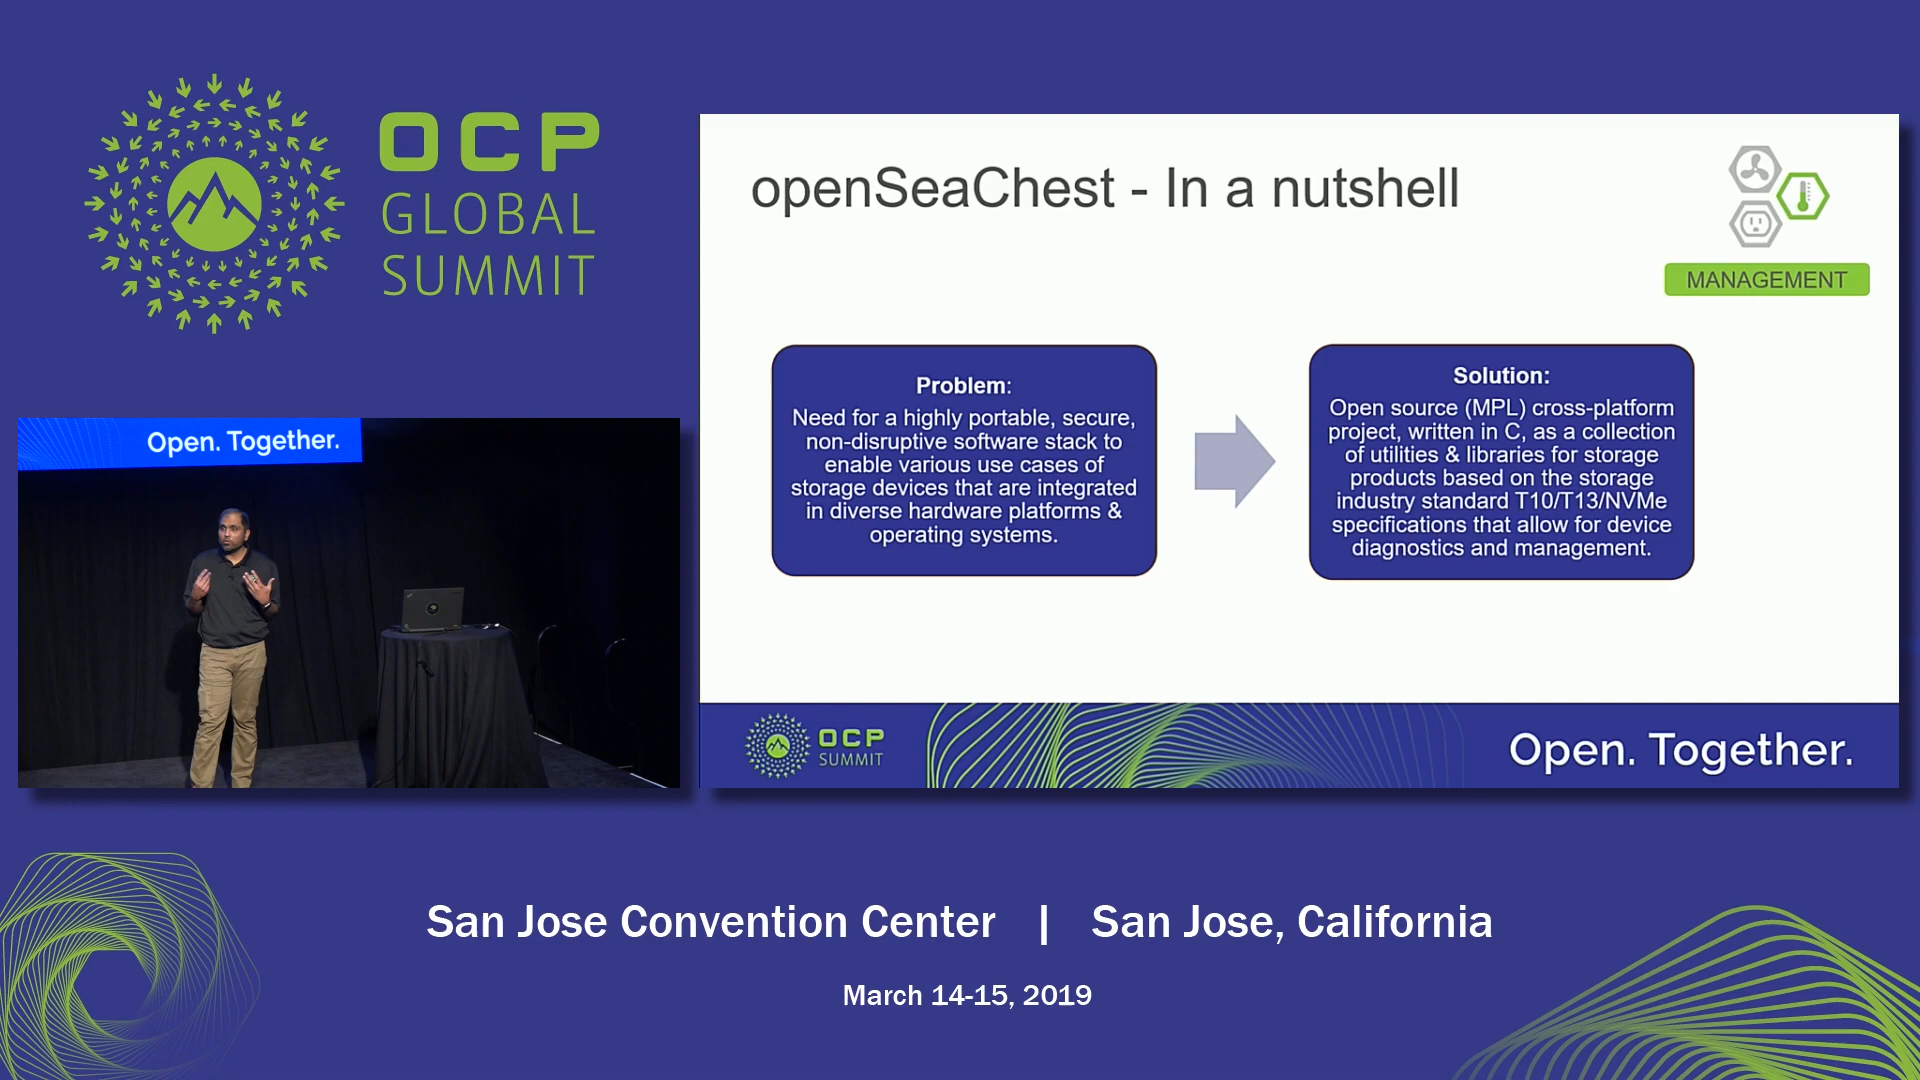 OCP
GLOBAL
SUMMIT
Open. Together.
openSeaChest - In a nutshell
MANAGEMENT
Problem:
Need for a highly portable, secure,
non-disruptive software stack to
enable various use cases of
storage devices that are integrated
in diverse hardware platforms &
operating systems.
Solution:
Open source (MPL) cross-platform
project, written in C, as a collection
of utilities & libraries for storage
products based on the storage
industry standard T10/T13/NVMe
specifications that allow for device
diagnostics and management.
OCP
SUMMIT
Open. Together.
San Jose Convention Center | San Jose, California
March 14-15, 2019